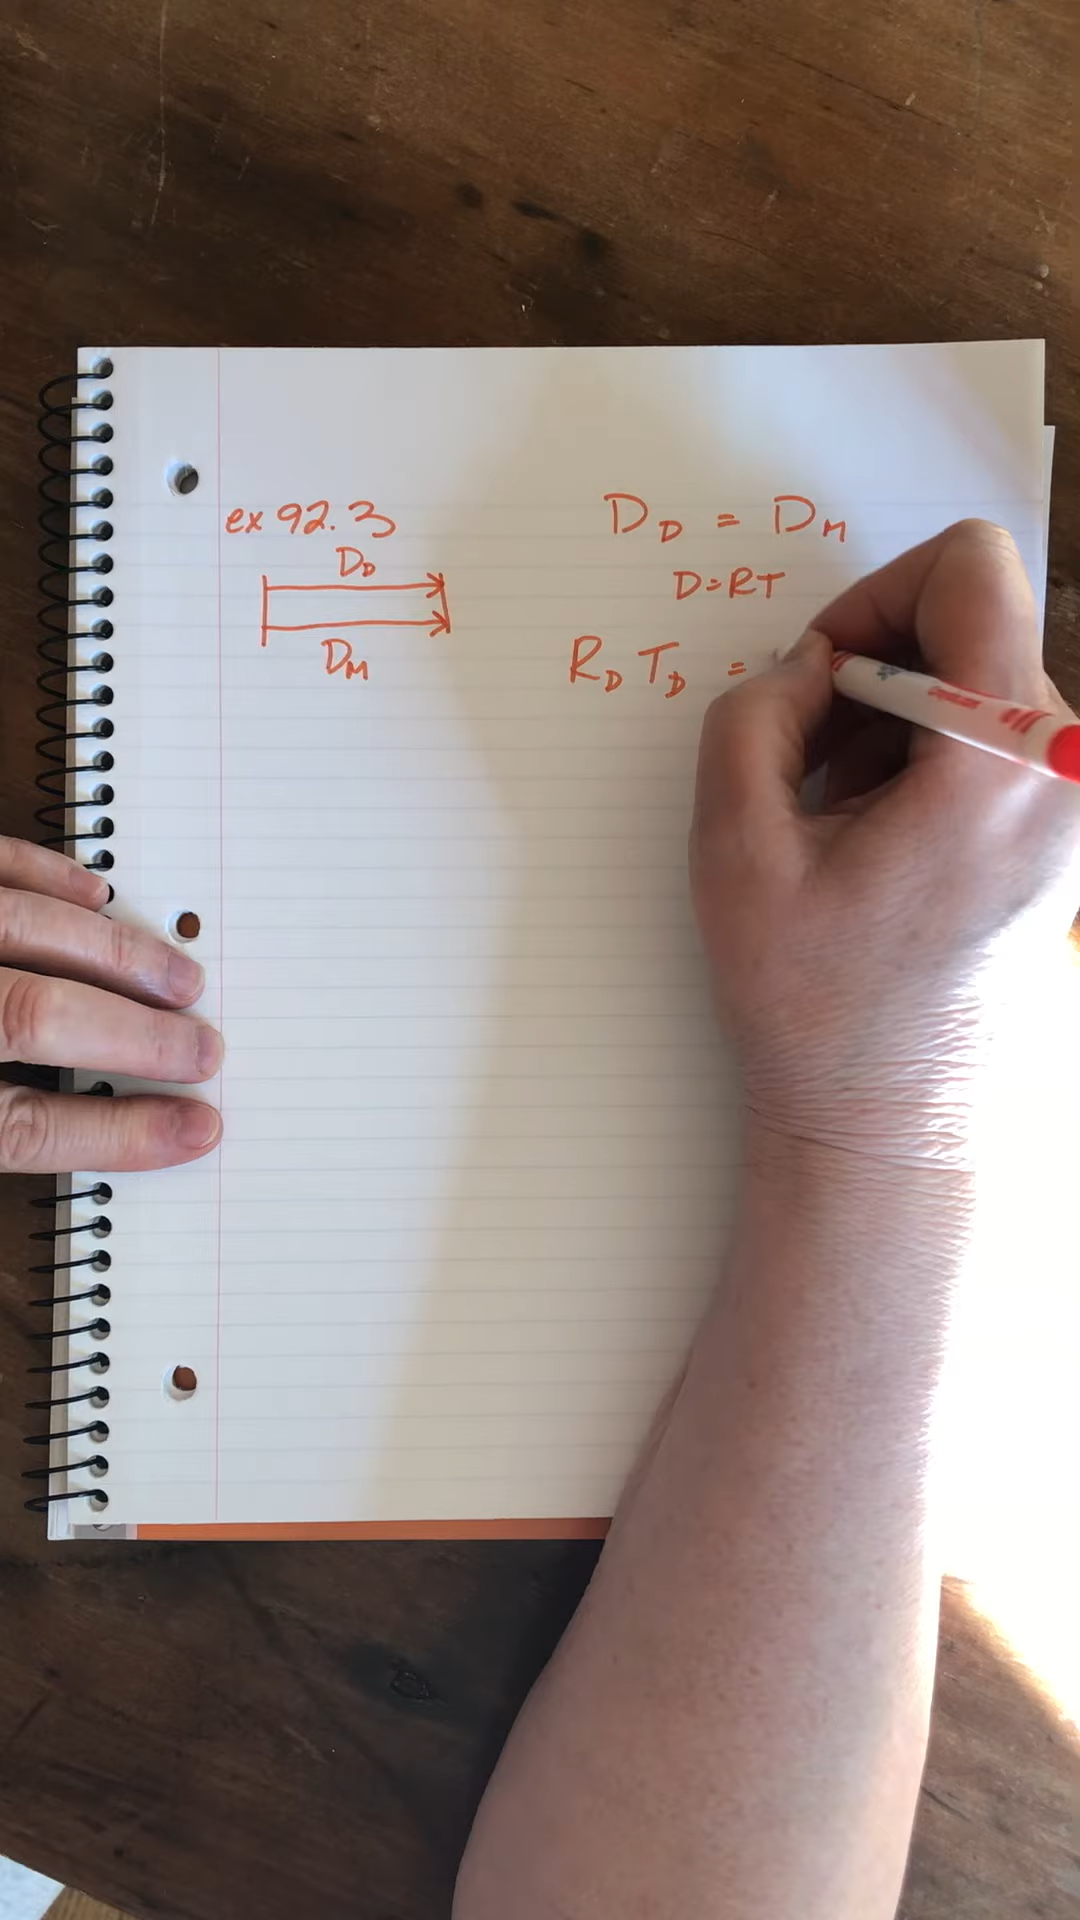 ex 92.3
D_D
D_M
D_D = D_M
D=RT
R_D T_D =